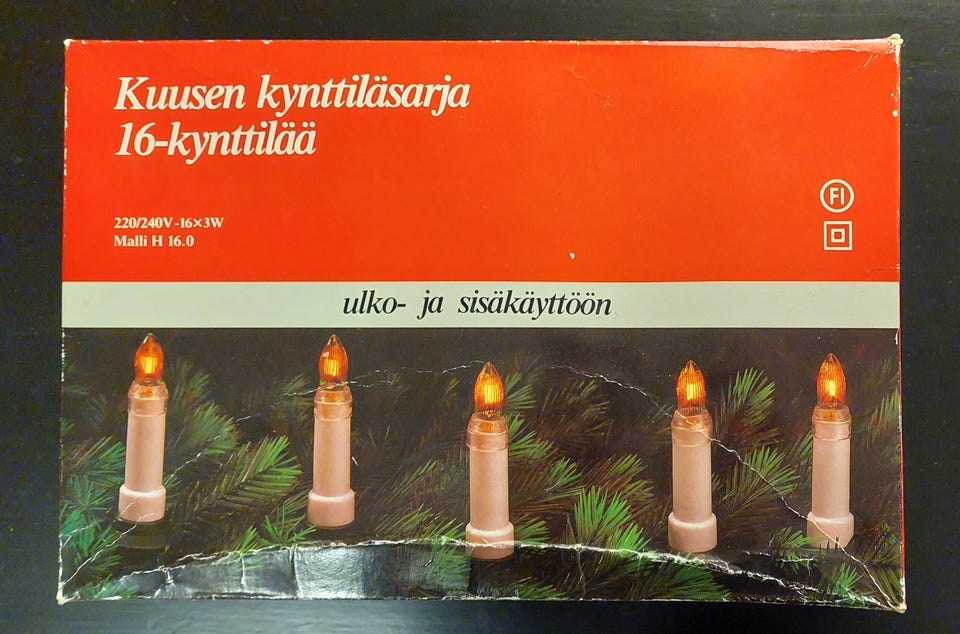 Kuusen kynttiläsarja
16-kynttilää
220/240V-16×3W
Malli H 16.0
FI
ulko- ja sisäkäyttöön